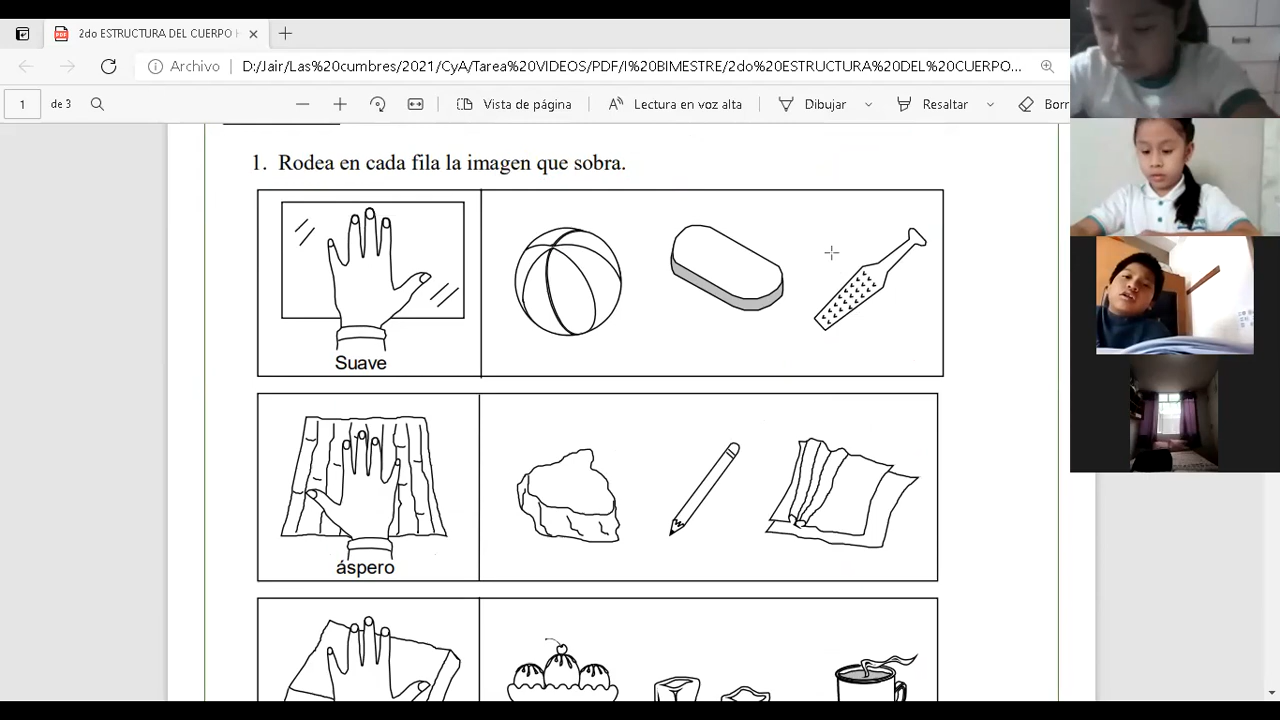 2do ESTRUCTURA DEL CUERPO
Archivo
D:/Jair/Las%20cumbres/2021/CyA/Tarea%20VIDEOS/PDF/I%20BIMESTRE/2do%20ESTRUCTURA%20DEL%20CUERPO...
1 de 3
Vista de página
Lectura en voz alta
Dibujar
Resaltar
Borr
1. Rodea en cada fila la imagen que sobra.
Suave
áspero